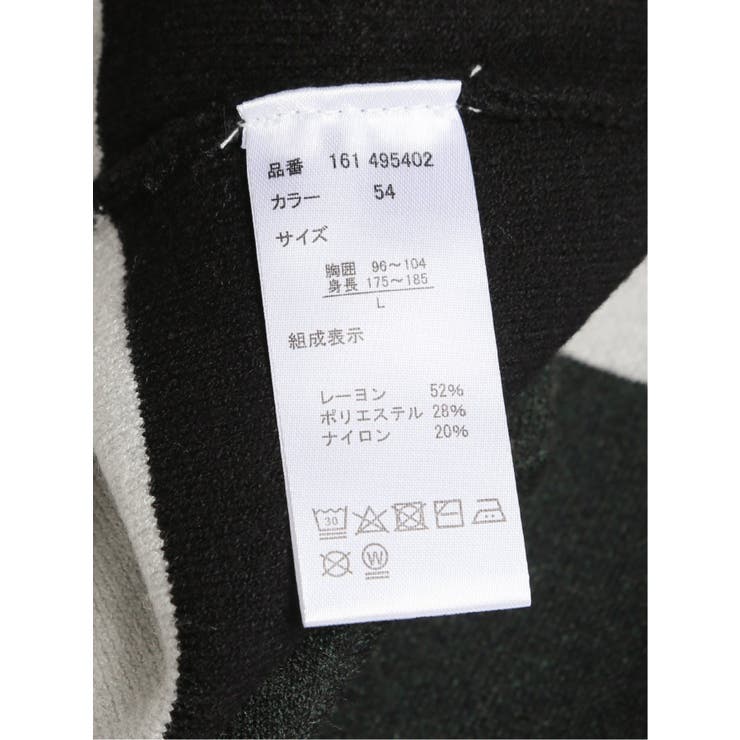 品番 161 495402
カラー 54
サイズ
胸囲 96～104
身長 175～185
L
組成表示
レーヨン 52%
ポリエステル 28%
ナイロン 20%
30
W